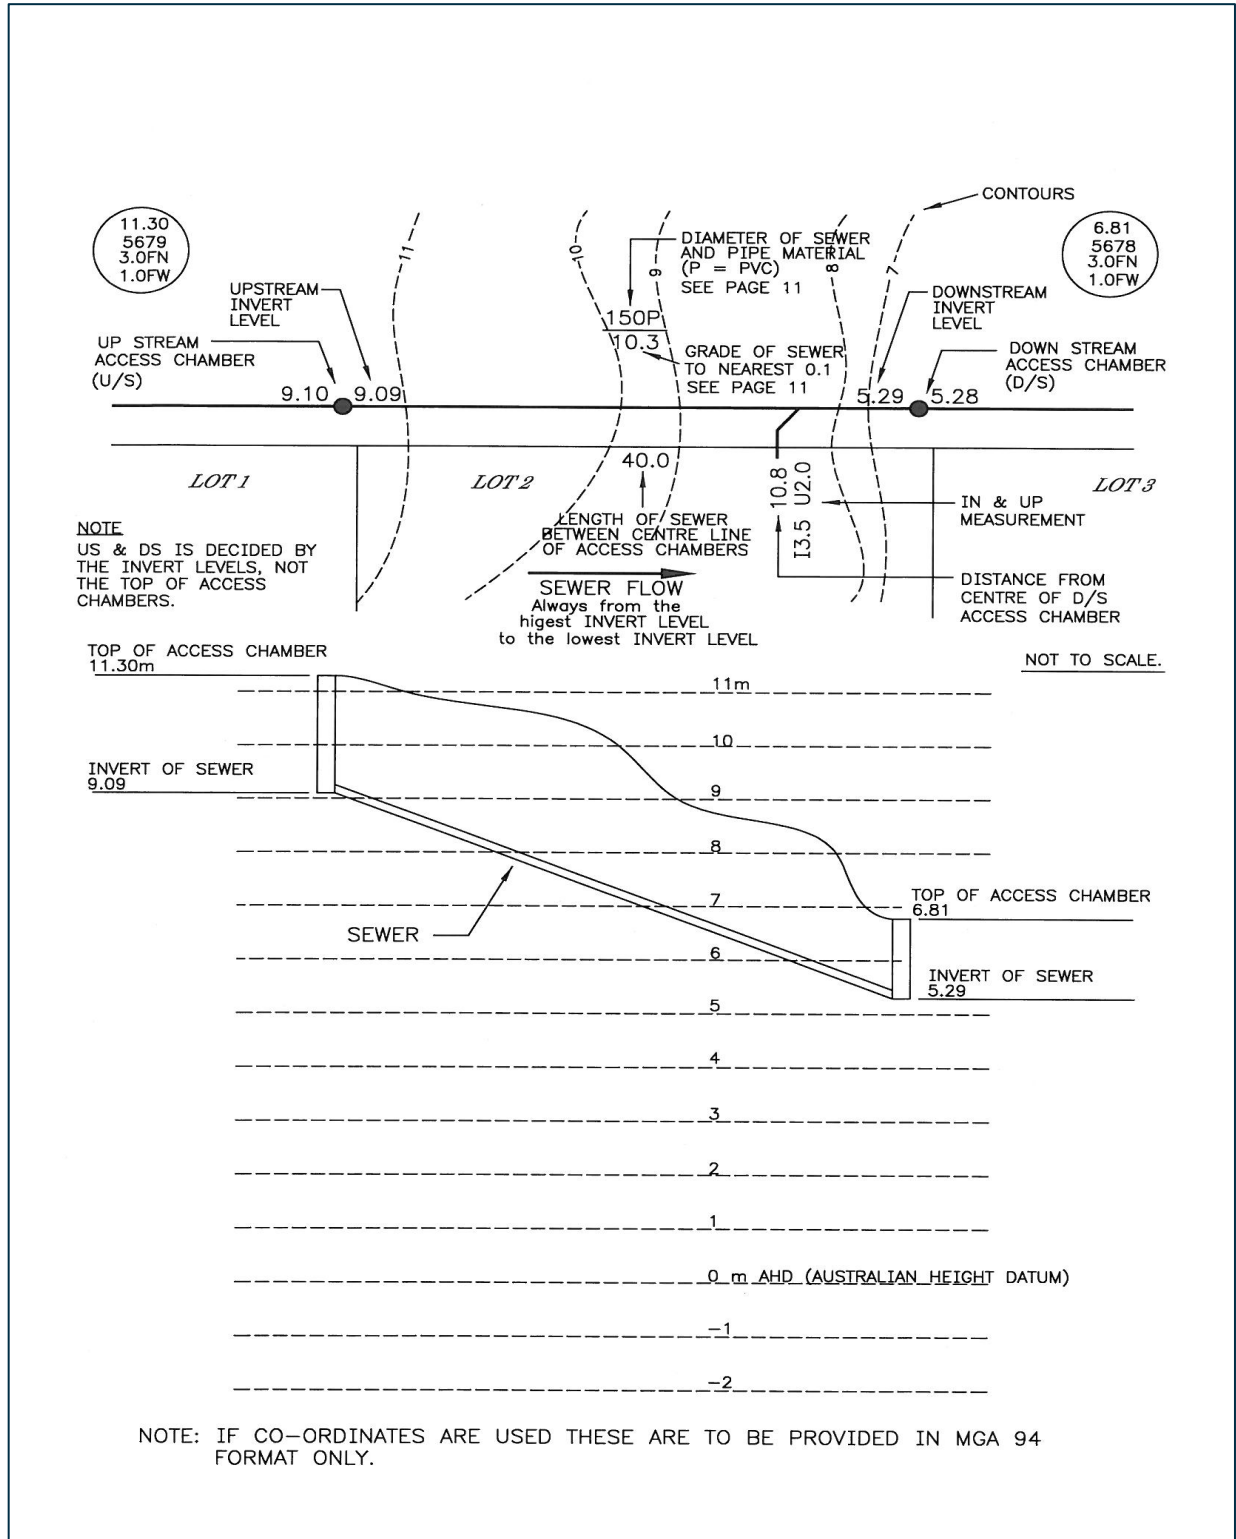 CONTOURS
11.30
5679
3.0FN
1.0FW
6.81
5678
3.0FN
1.0FW
11
10
9
8
7
DIAMETER OF SEWER
AND PIPE MATERIAL
(P = PVC)
SEE PAGE 11
UPSTREAM
INVERT
LEVEL
DOWNSTREAM
INVERT
LEVEL
150P
10.3
GRADE OF SEWER
TO NEAREST 0.1
SEE PAGE 11
UP STREAM
ACCESS CHAMBER
(U/S)
DOWN STREAM
ACCESS CHAMBER
(D/S)
9.10
9.09
5.29
5.28
LOT 1
LOT 2
40.0
10.8
I3.5 U2.0
LOT 3
LENGTH OF SEWER
BETWEEN CENTRE LINE
OF ACCESS CHAMBERS
IN & UP
MEASUREMENT
NOTE
US & DS IS DECIDED BY
THE INVERT LEVELS, NOT
THE TOP OF ACCESS
CHAMBERS.
SEWER FLOW
Always from the
higest INVERT LEVEL
to the lowest INVERT LEVEL
DISTANCE FROM
CENTRE OF D/S
ACCESS CHAMBER
NOT TO SCALE.
TOP OF ACCESS CHAMBER
11.30m
11m
10
INVERT OF SEWER
9.09
9
8
7
TOP OF ACCESS CHAMBER
6.81
SEWER
6
INVERT OF SEWER
5.29
5
4
3
2
1
0 m AHD (AUSTRALIAN HEIGHT DATUM)
-1
-2
NOTE: IF CO-ORDINATES ARE USED THESE ARE TO BE PROVIDED IN MGA 94
FORMAT ONLY.